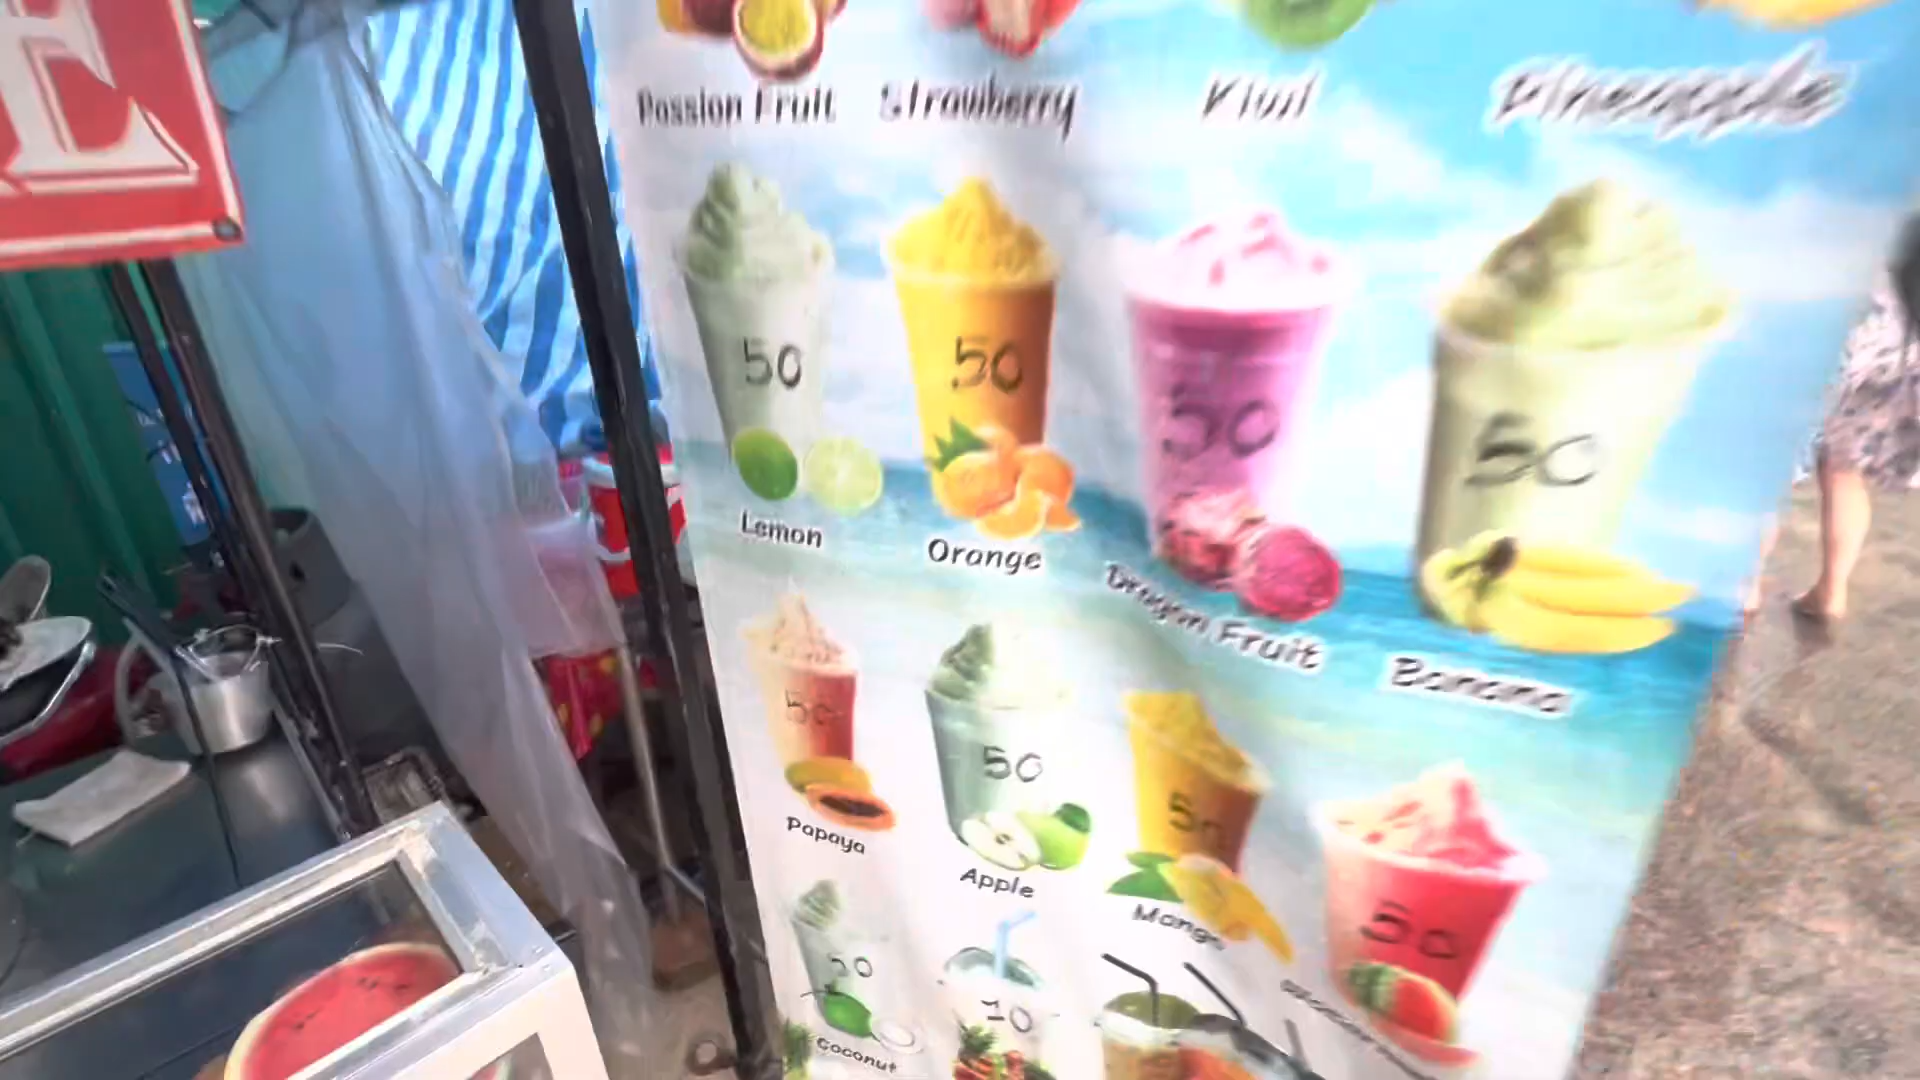 E
Passion Fruit
Strawberry
Kiwi
Pineapple
50
50
50
50
Lemon
Orange
Dragon Fruit
Banana
50
50
50
50
Papaya
Apple
Mango
50
Coconut